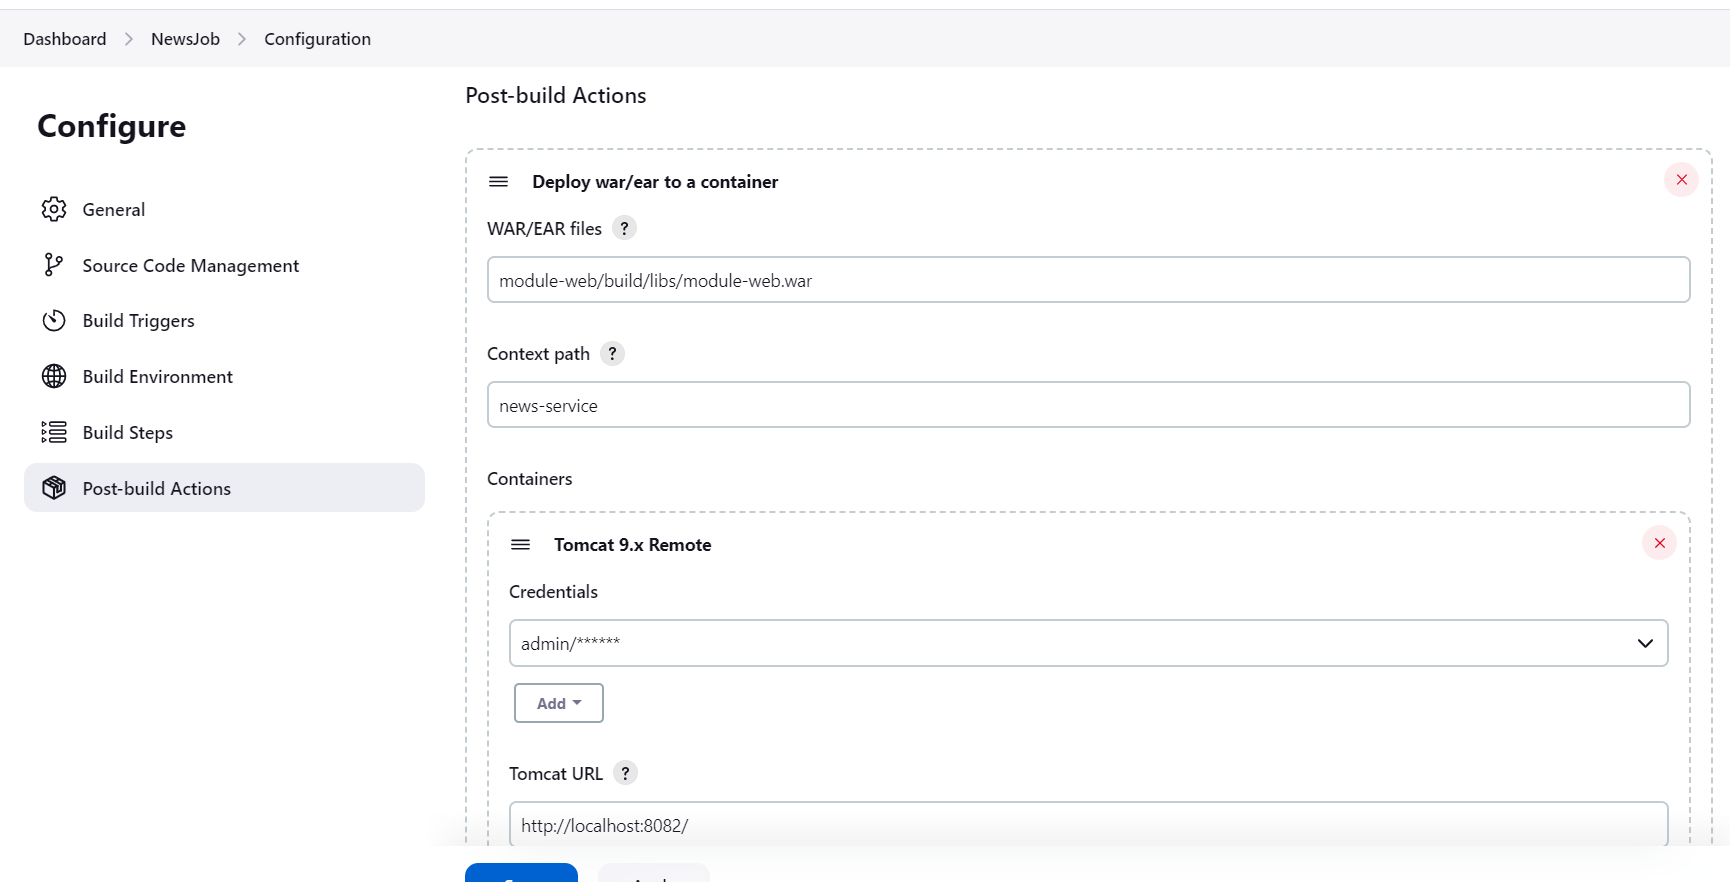 Dashboard > NewsJob > Configuration
Configure
General
Source Code Management
Build Triggers
Build Environment
Build Steps
Post-build Actions
Post-build Actions
Deploy war/ear to a container
WAR/EAR files ?
module-web/build/libs/module-web.war
Context path ?
news-service
Containers
Tomcat 9.x Remote
Credentials
admin/******
Add
Tomcat URL ?
http://localhost:8082/